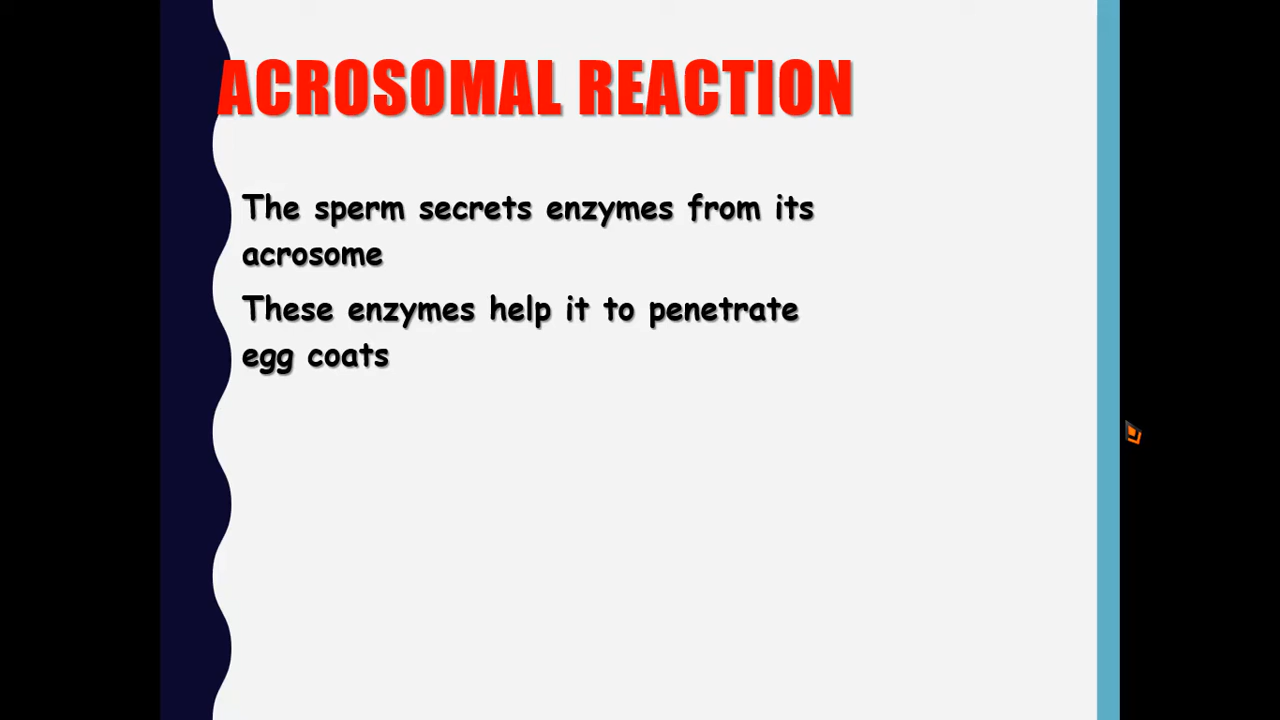 ACROSOMAL REACTION
The sperm secrets enzymes from its
acrosome
These enzymes help it to penetrate
egg coats